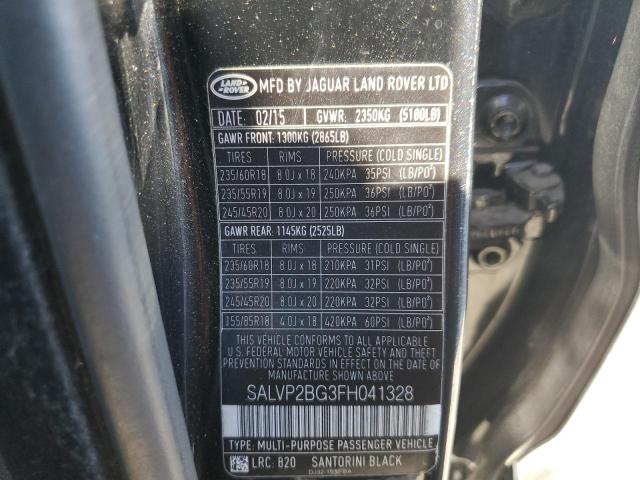 LAND ROVER MFD BY JAGUAR LAND ROVER LTD
DATE: 02/15 GVWR: 2350KG (5180LB)
GAWR FRONT: 1300KG (2865LB)
TIRES RIMS PRESSURE (COLD SINGLE)
235/60R18 8.0J x 18 240KPA 35PSI (LB/PO²)
235/55R19 8.0J x 19 250KPA 36PSI (LB/PO²)
245/45R20 8.0J x 20 250KPA 36PSI (LB/PO²)
GAWR REAR: 1145KG (2525LB)
TIRES RIMS PRESSURE (COLD SINGLE)
235/60R18 8.0J x 18 210KPA 31PSI (LB/PO²)
235/55R19 8.0J x 19 220KPA 32PSI (LB/PO²)
245/45R20 8.0J x 20 220KPA 32PSI (LB/PO²)
155/85R18 4.0J x 18 420KPA 60PSI (LB/PO²)
THIS VEHICLE CONFORMS TO ALL APPLICABLE
U.S. FEDERAL MOTOR VEHICLE SAFETY AND THEFT
PREVENTION STANDARDS IN EFFECT ON THE DATE OF
MANUFACTURE SHOWN ABOVE.
SALVP2BG3FH041328
TYPE: MULTI-PURPOSE PASSENGER VEHICLE
LRC: 820 SANTORINI BLACK